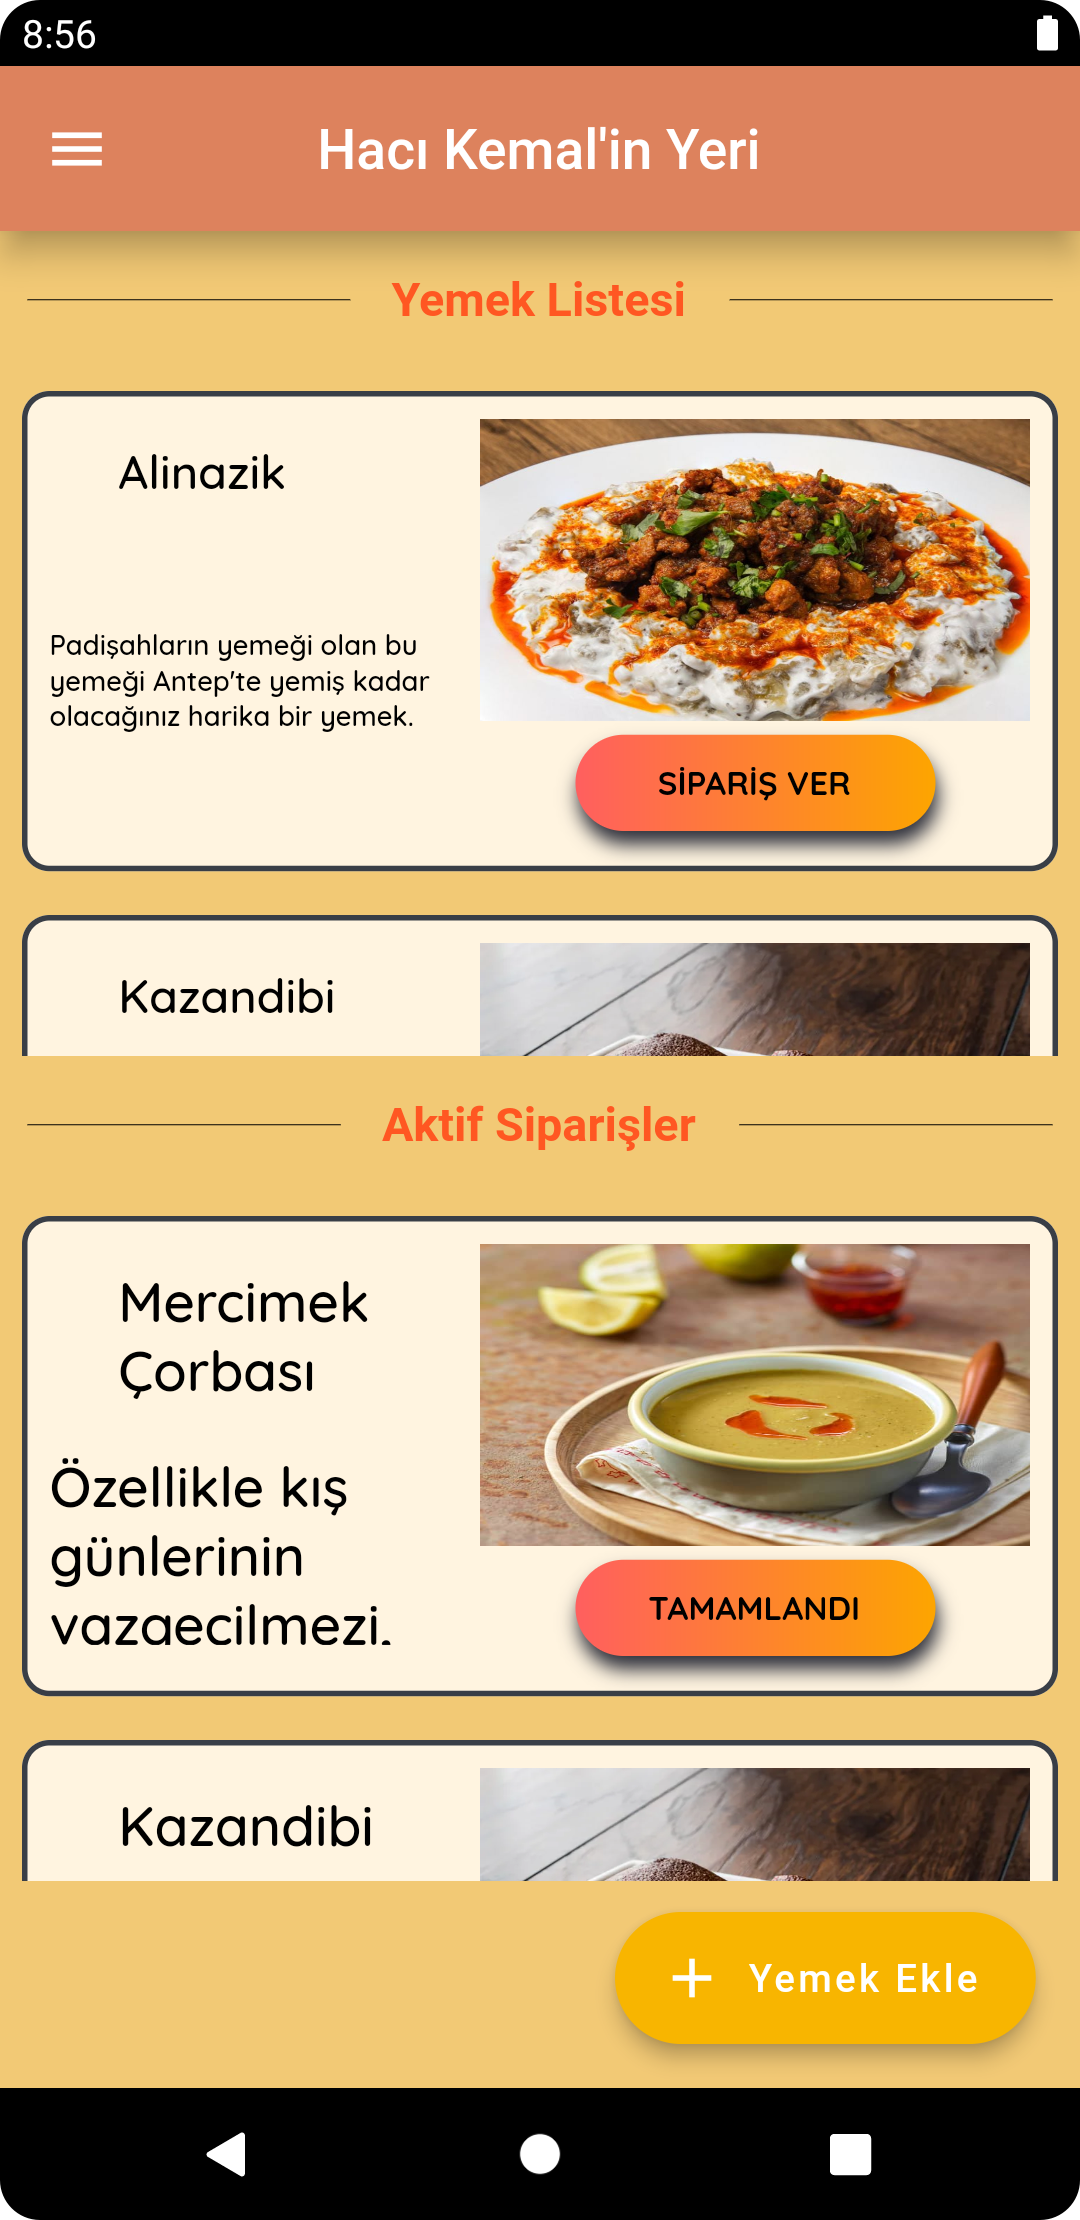 8:56
Hacı Kemal'in Yeri
Yemek Listesi
Alinazik
Padişahların yemeği olan bu
yemeği Antep'te yemiş kadar
olacağınız harika bir yemek.
SİPARİŞ VER
Kazandibi
Aktif Siparişler
Mercimek
Çorbası
Özellikle kış
günlerinin
vazgeçilmezi.
TAMAMLANDI
Kazandibi
Yemek Ekle